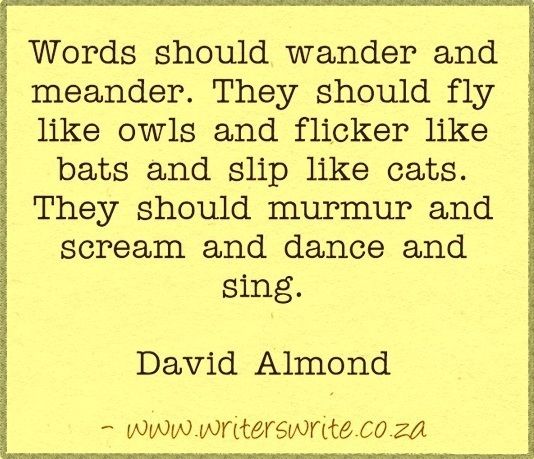 Words should wander and
meander. They should fly
like owls and flicker like
bats and slip like cats.
They should murmur and
scream and dance and
sing.
David Almond
- www.writerswrite.co.za